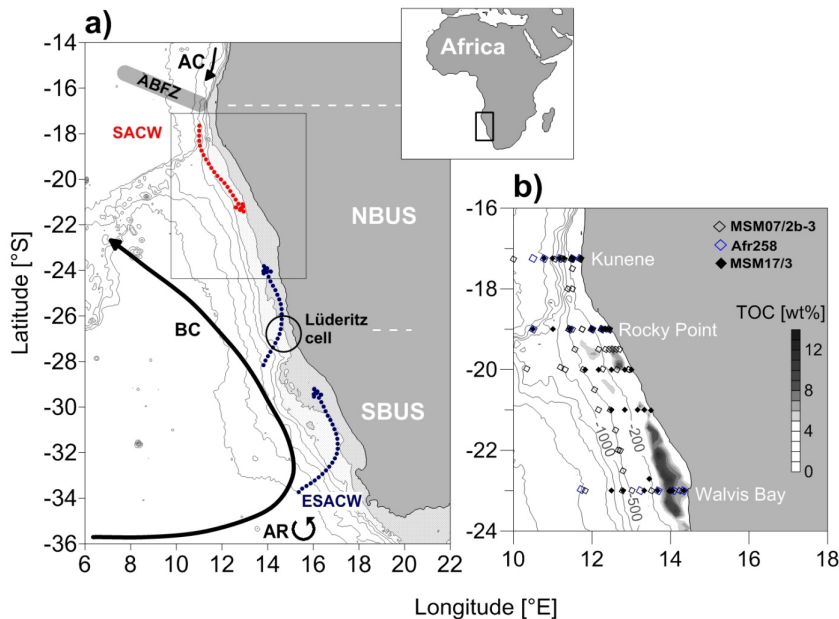 a)
Africa
-14
-16
-18
-20
-22
-24
-26
-28
-30
-32
-34
-36
Latitude [°S]
6 8 10 12 14 16 18 20 22
AC
ABFZ
SACW
NBUS
BC
Lüderitz
cell
SBUS
ESACW
AR
b)
-16
-18
-20
-22
-24
MSM07/2b-3
Afr258
MSM17/3
Kunene
Rocky Point
TOC [wt%]
12
8
4
0
-200
-1000
-500
Walvis Bay
10 12 14 16 18
Longitude [°E]